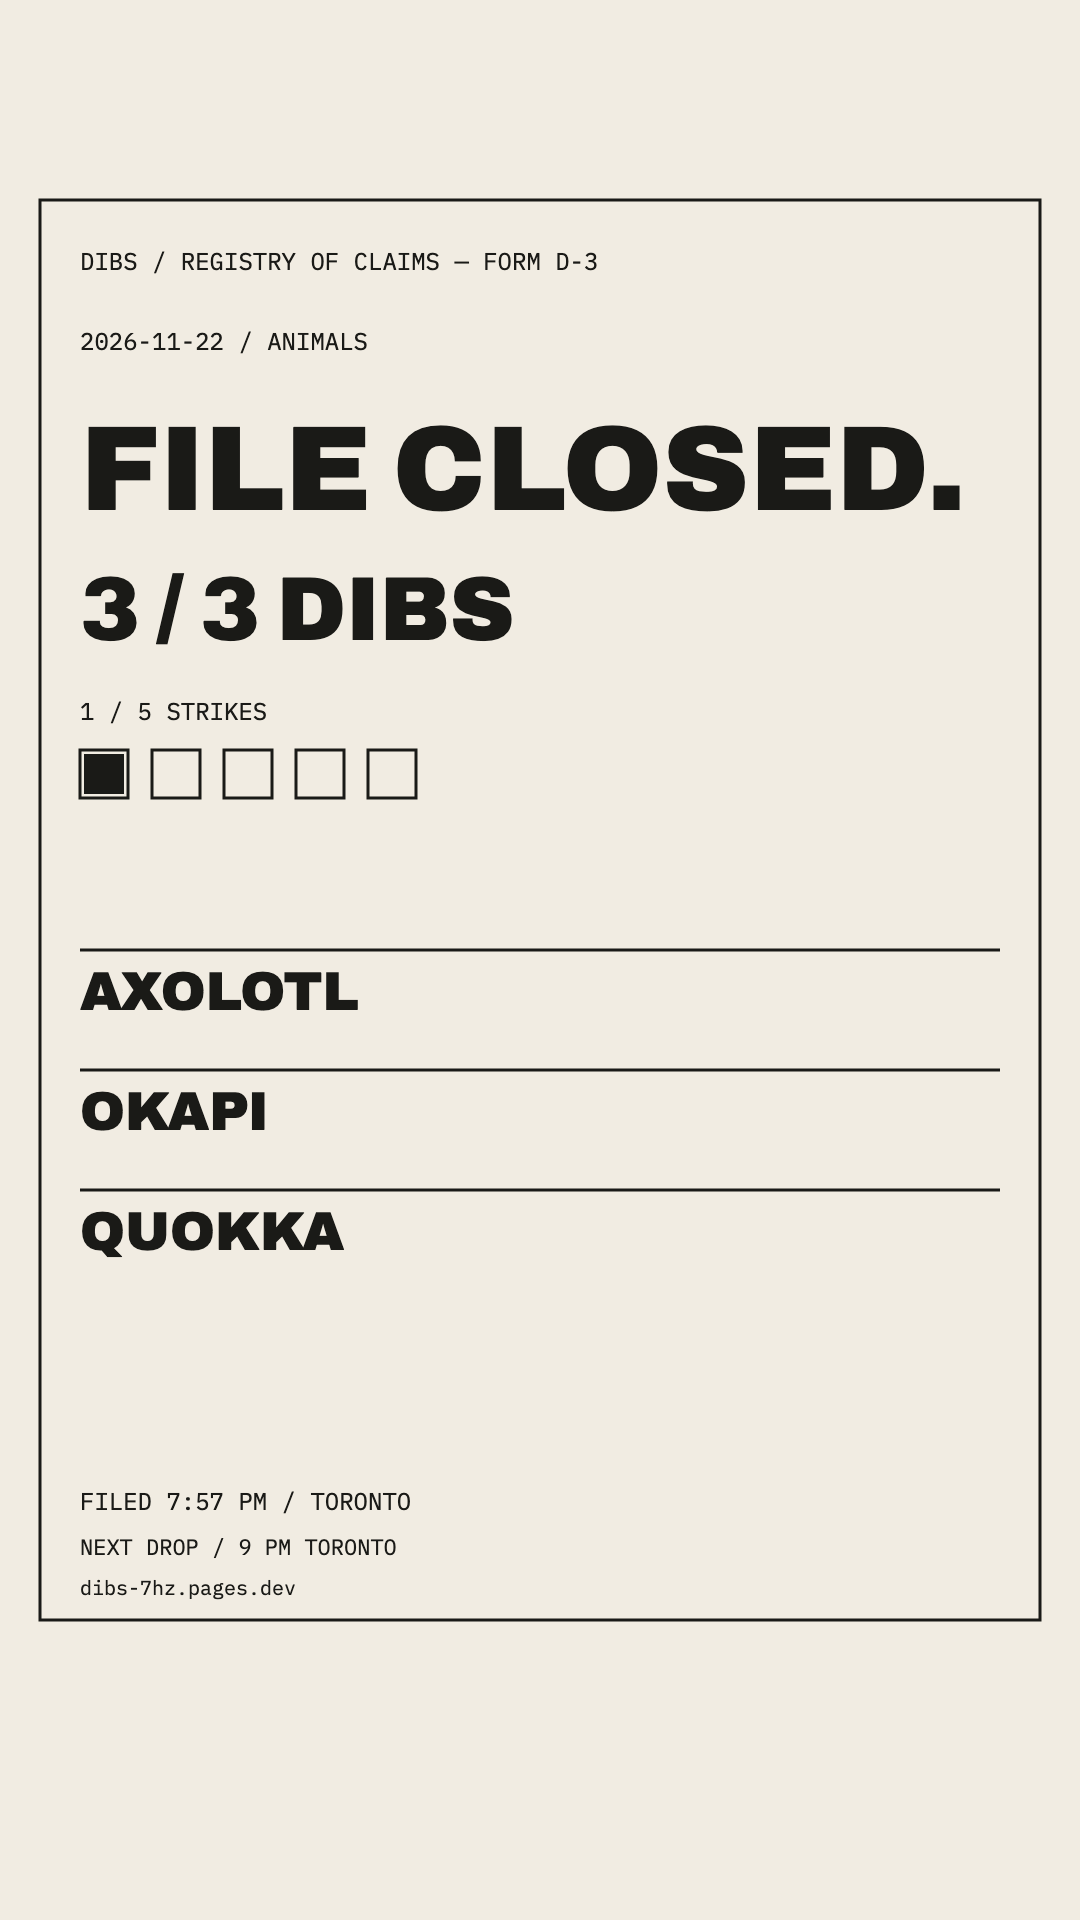 DIBS / REGISTRY OF CLAIMS — FORM D-3
2026-11-22 / ANIMALS
FILE CLOSED.
3 / 3 DIBS
1 / 5 STRIKES
AXOLOTL
OKAPI
QUOKKA
FILED 7:57 PM / TORONTO
NEXT DROP / 9 PM TORONTO
dibs-7hz.pages.dev